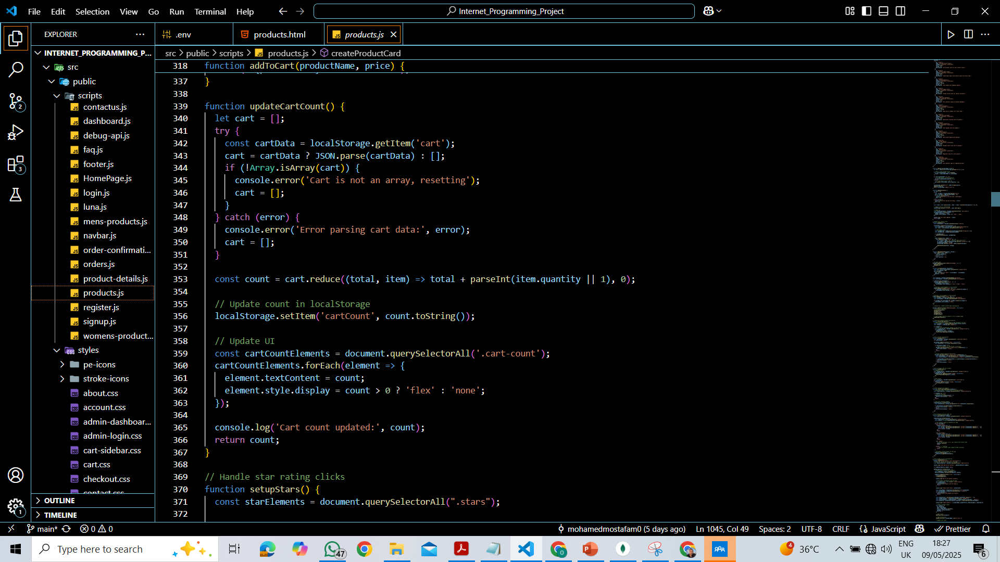 File Edit Selection View Go Run Terminal Help
Internet_Programming_Project
EXPLORER
.env
products.html
products.js
INTERNET_PROGRAMMING_P...
src
public
scripts
contactus.js
dashboard.js
debug-api.js
faq.js
footer.js
HomePage.js
login.js
luna.js
mens-products.js
navbar.js
order-confirmati...
orders.js
product-details.js
products.js
register.js
signup.js
womens-product...
styles
pe-icons
stroke-icons
about.css
account.css
admin-dashboar...
admin-login.css
cart-sidebar.css
cart.css
checkout.css
contact.css
OUTLINE
TIMELINE
2
3
1
src > public > scripts > products.js > createProductCard
318 function addToCart(productName, price) {
337 }
338
339 function updateCartCount() {
340 let cart = [];
341 try {
342 const cartData = localStorage.getItem('cart');
343 cart = cartData ? JSON.parse(cartData) : [];
344 if (!Array.isArray(cart)) {
345 console.error('Cart is not an array, resetting');
346 cart = [];
347 }
348 } catch (error) {
349 console.error('Error parsing cart data:', error);
350 cart = [];
351 }
352
353 const count = cart.reduce((total, item) => total + parseInt(item.quantity || 1), 0);
354
355 // Update count in localStorage
356 localStorage.setItem('cartCount', count.toString());
357
358 // Update UI
359 const cartCountElements = document.querySelectorAll('.cart-count');
360 cartCountElements.forEach(element => {
361 element.textContent = count;
362 element.style.display = count > 0 ? 'flex' : 'none';
363 });
364
365 console.log('Cart count updated:', count);
366 return count;
367 }
368
369 // Handle star rating clicks
370 function setupStars() {
371 const starElements = document.querySelectorAll(".stars");
372
main* 0 0
mohamedmostafam0 (5 days ago) Ln 1045, Col 49 Spaces: 2 UTF-8 CRLF {} JavaScript Prettier
Type here to search
47
4 36°C
ENG
UK
18:27
09/05/2025
6